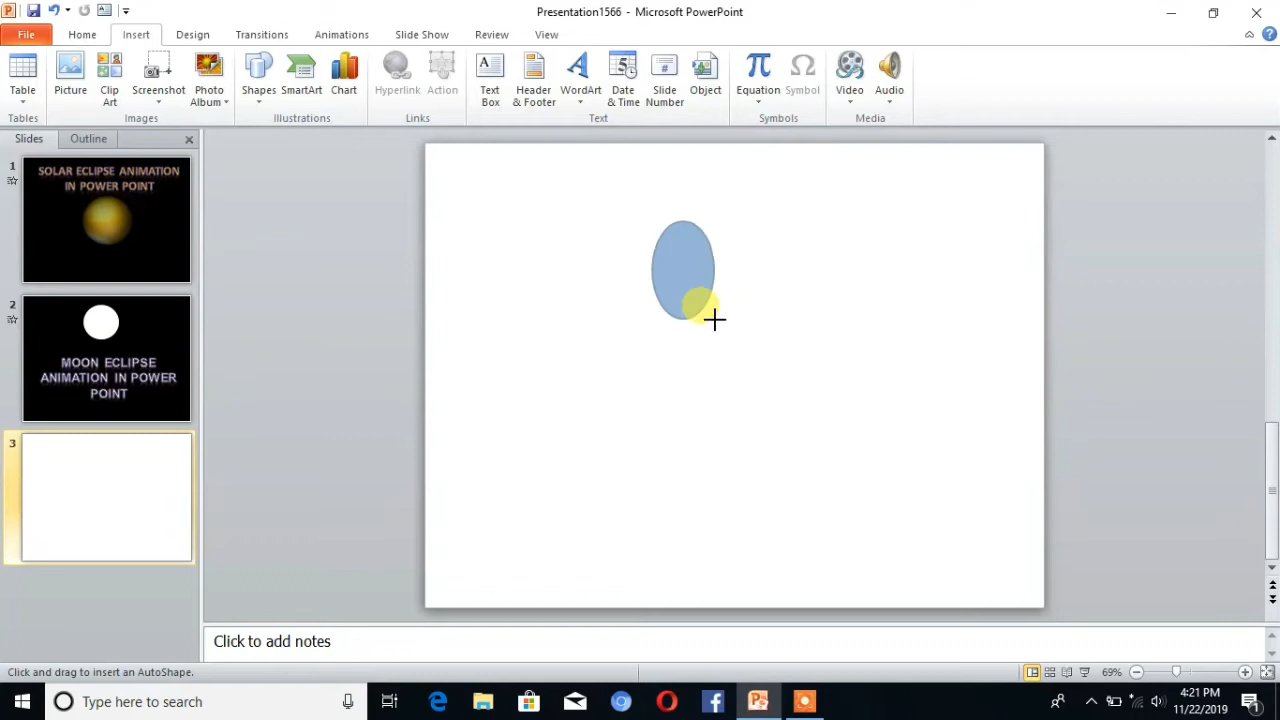 Presentation1566 - Microsoft PowerPoint
File Home Insert Design Transitions Animations Slide Show Review View
Table
Picture
Clip Art
Screenshot
Photo Album
Shapes
SmartArt
Chart
Hyperlink
Action
Text Box
Header & Footer
WordArt
Date & Time
Slide Number
Object
Equation
Symbol
Video
Audio
Tables Images Illustrations Links Text Symbols Media
Slides Outline
1
SOLAR ECLIPSE ANIMATION
IN POWER POINT
2
MOON ECLIPSE
ANIMATION IN POWER
POINT
3
Click to add notes
Click and drag to insert an AutoShape.
69%
Type here to search
4:21 PM
11/22/2019